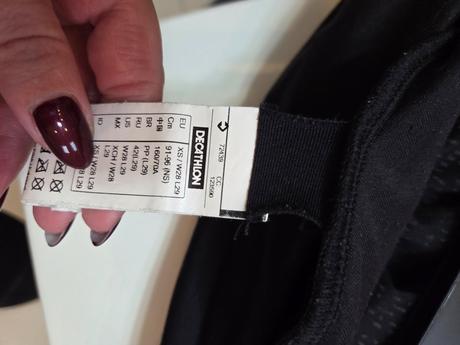 DECATHLON
EU XS / W28 L29
Cm 91-96 (NS)
中国 160/70A
BR PP (L29)
RU 42(L29)
US W28 L29
MX XCH / W28
L29
ID
W28 L29
L29